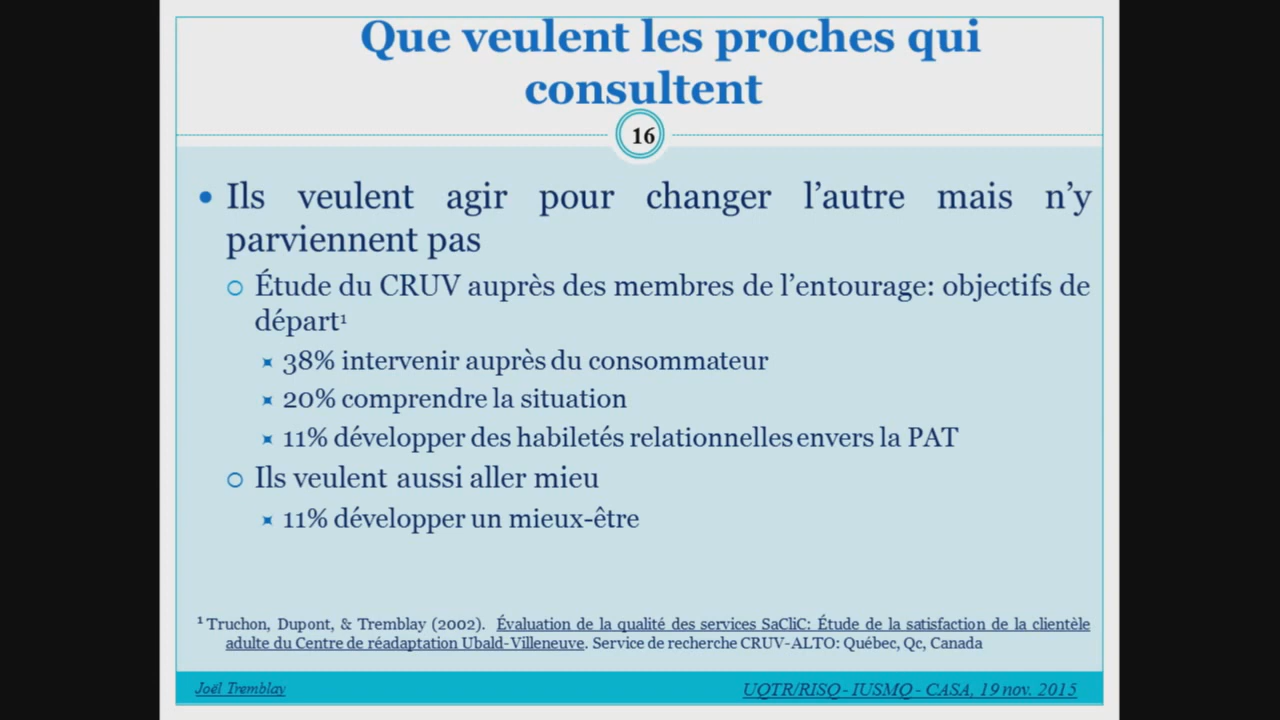 Que veulent les proches qui
consultent
16
• Ils veulent agir pour changer l’autre mais n’y
parviennent pas
Étude du CRUV auprès des membres de l’entourage: objectifs de
départ¹
38% intervenir auprès du consommateur
20% comprendre la situation
11% développer des habiletés relationnelles envers la PAT
Ils veulent aussi aller mieu
11% développer un mieux-être
¹ Truchon, Dupont, & Tremblay (2002). Évaluation de la qualité des services SaCliC: Étude de la satisfaction de la clientèle
adulte du Centre de réadaptation Ubald-Villeneuve. Service de recherche CRUV-ALTO: Québec, Qc, Canada
Joël Tremblay
UQTR/RISQ - IUSMQ - CASA, 19 nov. 2015